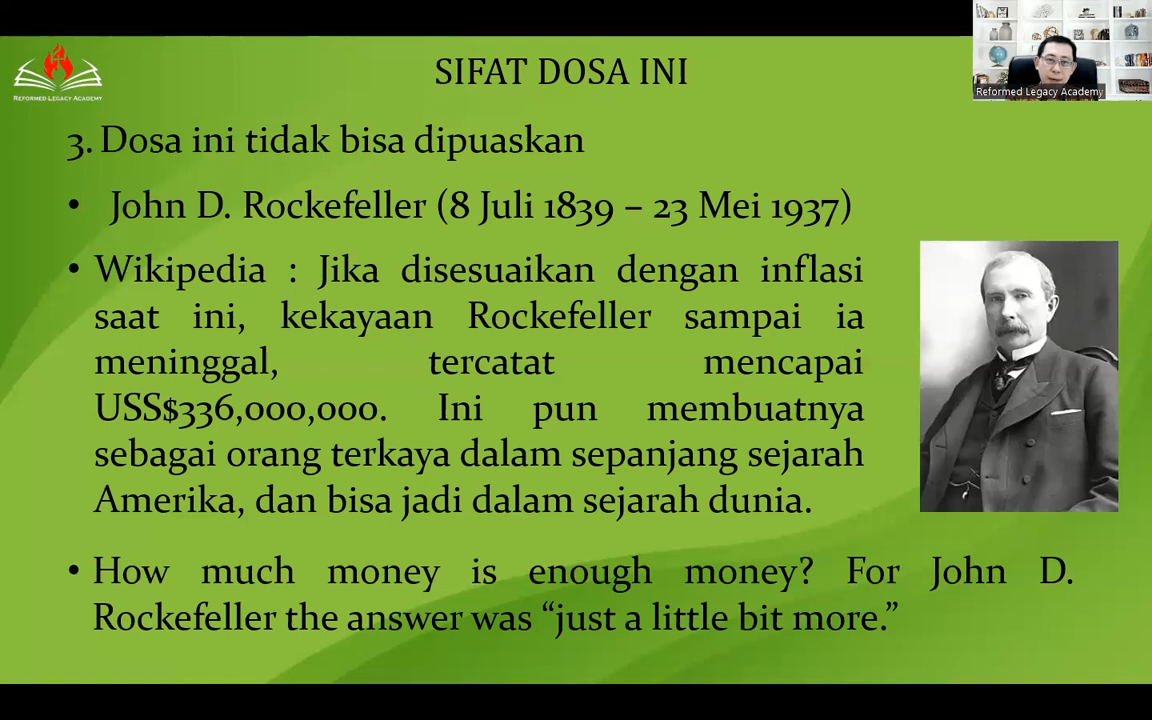 SIFAT DOSA INI
REFORMED LEGACY ACADEMY
Reformed Legacy Academy
3. Dosa ini tidak bisa dipuaskan
• John D. Rockefeller (8 Juli 1839 – 23 Mei 1937)
• Wikipedia : Jika disesuaikan dengan inflasi
saat ini, kekayaan Rockefeller sampai ia
meninggal, tercatat mencapai
USS$336,000,000. Ini pun membuatnya
sebagai orang terkaya dalam sepanjang sejarah
Amerika, dan bisa jadi dalam sejarah dunia.
• How much money is enough money? For John D.
Rockefeller the answer was “just a little bit more.”